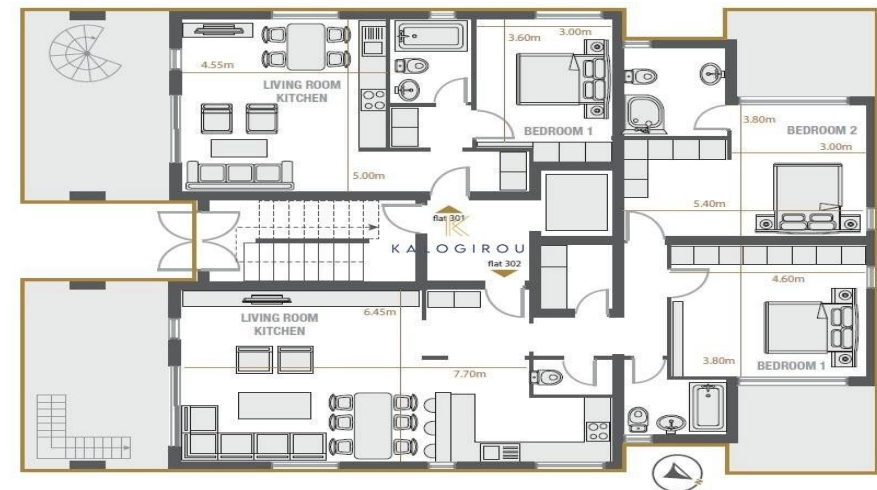 3.60m
3.00m
4.55m
LIVING ROOM
KITCHEN
BEDROOM 1
3.80m
BEDROOM 2
3.00m
5.00m
5.40m
flat 301
KALOGIROU
flat 302
4.60m
LIVING ROOM
KITCHEN
6.45m
3.80m
BEDROOM 1
7.70m
N